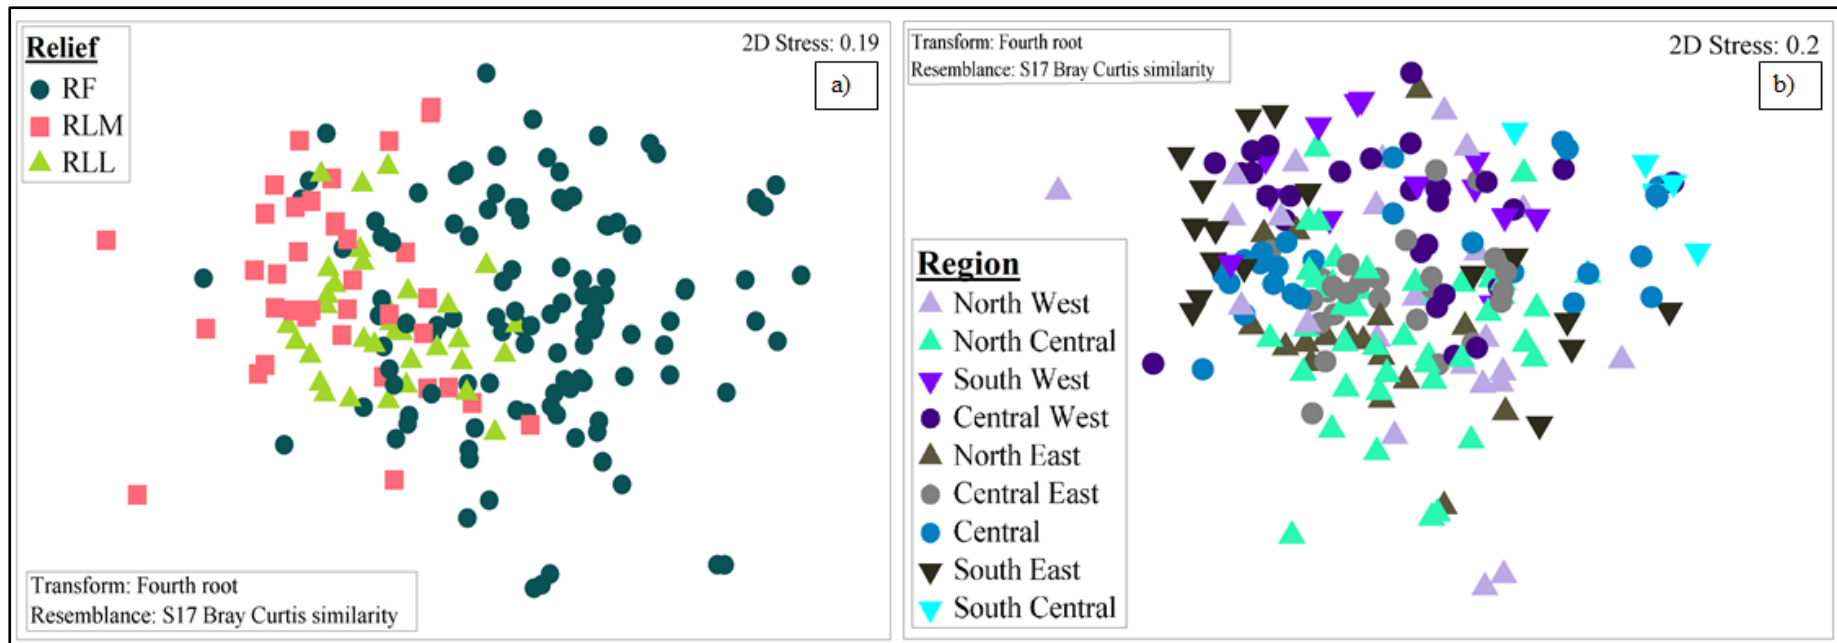 Relief
RF
RLM
RLL
2D Stress: 0.19
a)
Transform: Fourth root
Resemblance: S17 Bray Curtis similarity
Transform: Fourth root
Resemblance: S17 Bray Curtis similarity
2D Stress: 0.2
b)
Region
North West
North Central
South West
Central West
North East
Central East
Central
South East
South Central